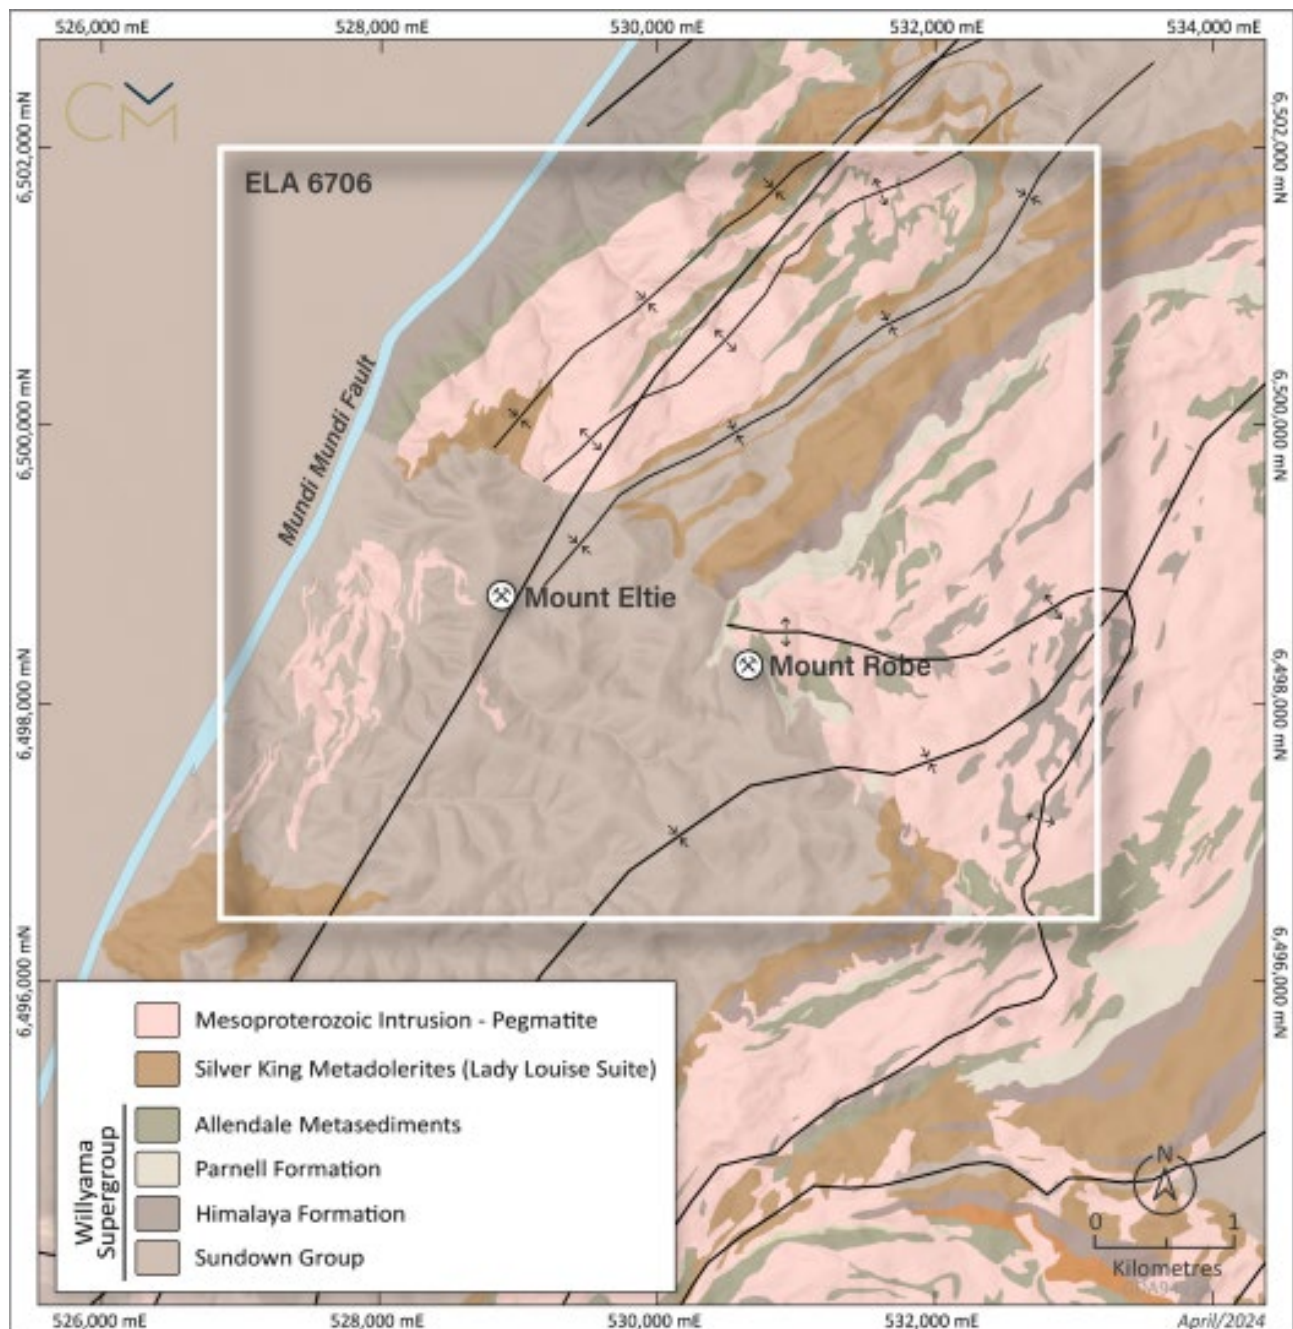 526,000 mE
528,000 mE
530,000 mE
532,000 mE
534,000 mE
CM
6,502,000 mN
6,502,000 mN
ELA 6706
6,500,000 mN
6,500,000 mN
Mundi Mundi Fault
Mount Eltie
Mount Robe
6,498,000 mN
6,498,000 mN
6,496,000 mN
6,496,000 mN
Mesoproterozoic Intrusion - Pegmatite
Silver King Metadolerites (Lady Louise Suite)
Willyama
Supergroup
Allendale Metasediments
Parnell Formation
Himalaya Formation
Sundown Group
N
0 1
Kilometres
526,000 mE
528,000 mE
530,000 mE
532,000 mE
April/2024